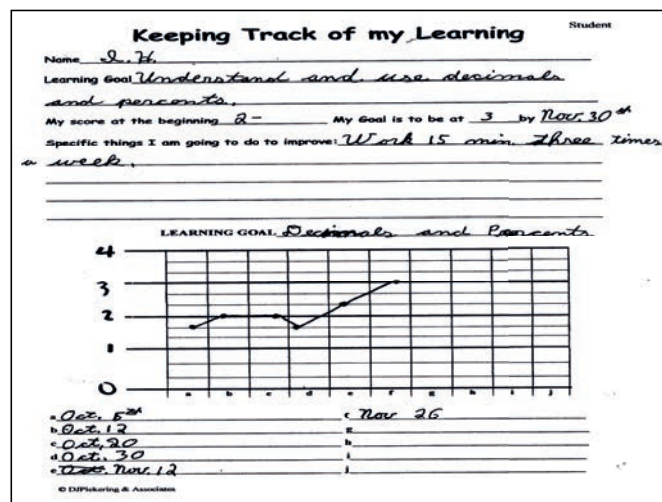 Student
Keeping Track of my Learning
Name I. H.
Learning Goal Understand and use decimals
and percents.
My score at the beginning 2- My Goal is to be at 3 by Nov. 30th
Specific things I am going to do to improve: Work 15 min. three times
a week.
LEARNING GOAL Decimals and Percents
4
3
2
1
0
a b c d e f g h i j
a Oct. 5th f Nov 26
b Oct. 12 g
c Oct, 20 h
d Oct. 30 i
e Oct. Nov. 12 j
© DJPickering & Associates